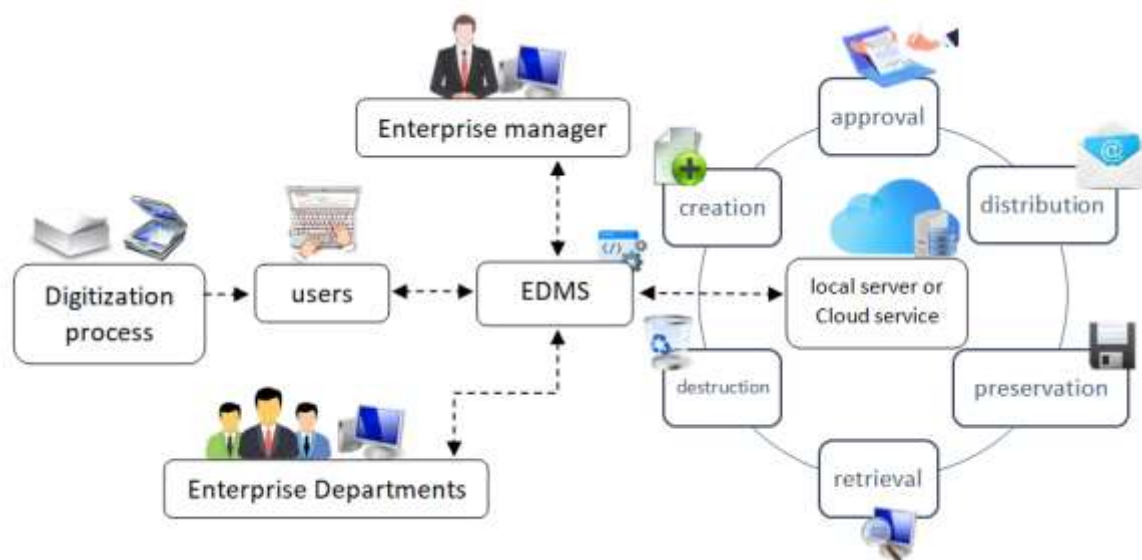 Enterprise manager
approval
creation
distribution
Digitization
process
users
EDMS
local server or
Cloud service
destruction
preservation
Enterprise Departments
retrieval